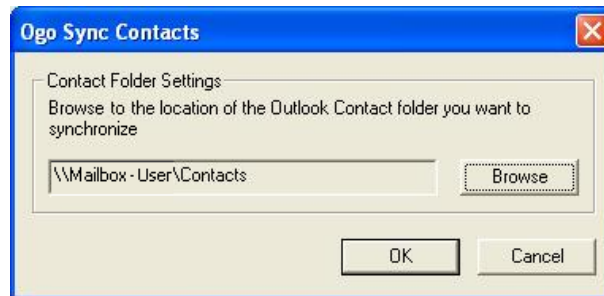 Ogo Sync Contacts
Contact Folder Settings
Browse to the location of the Outlook Contact folder you want to
synchronize
\\Mailbox - User\Contacts
Browse
OK
Cancel